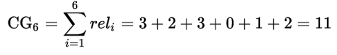 CG₆ = ∑_{i=1}^{6} rel_i = 3 + 2 + 3 + 0 + 1 + 2 = 11